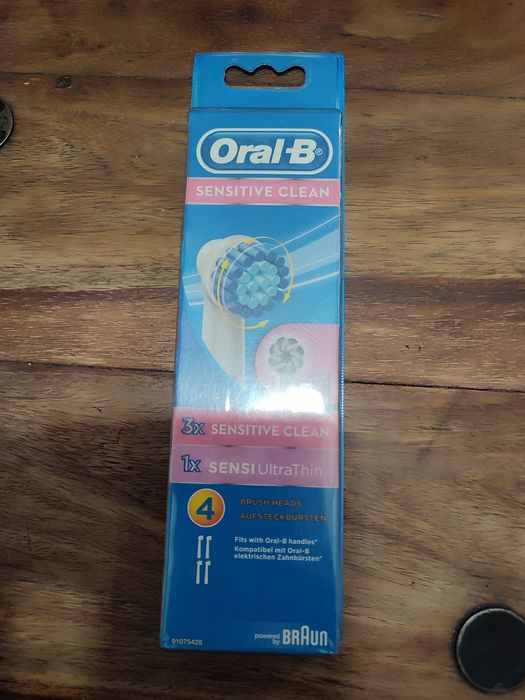 Oral-B®
SENSITIVE CLEAN
3x SENSITIVE CLEAN
1x SENSI UltraThin
4 BRUSH HEADS
AUFSTECKBÜRSTEN
Fits with Oral-B handles*
Kompatibel mit Oral-B
elektrischen Zahnbürsten*
91075428
powered by BRAUN